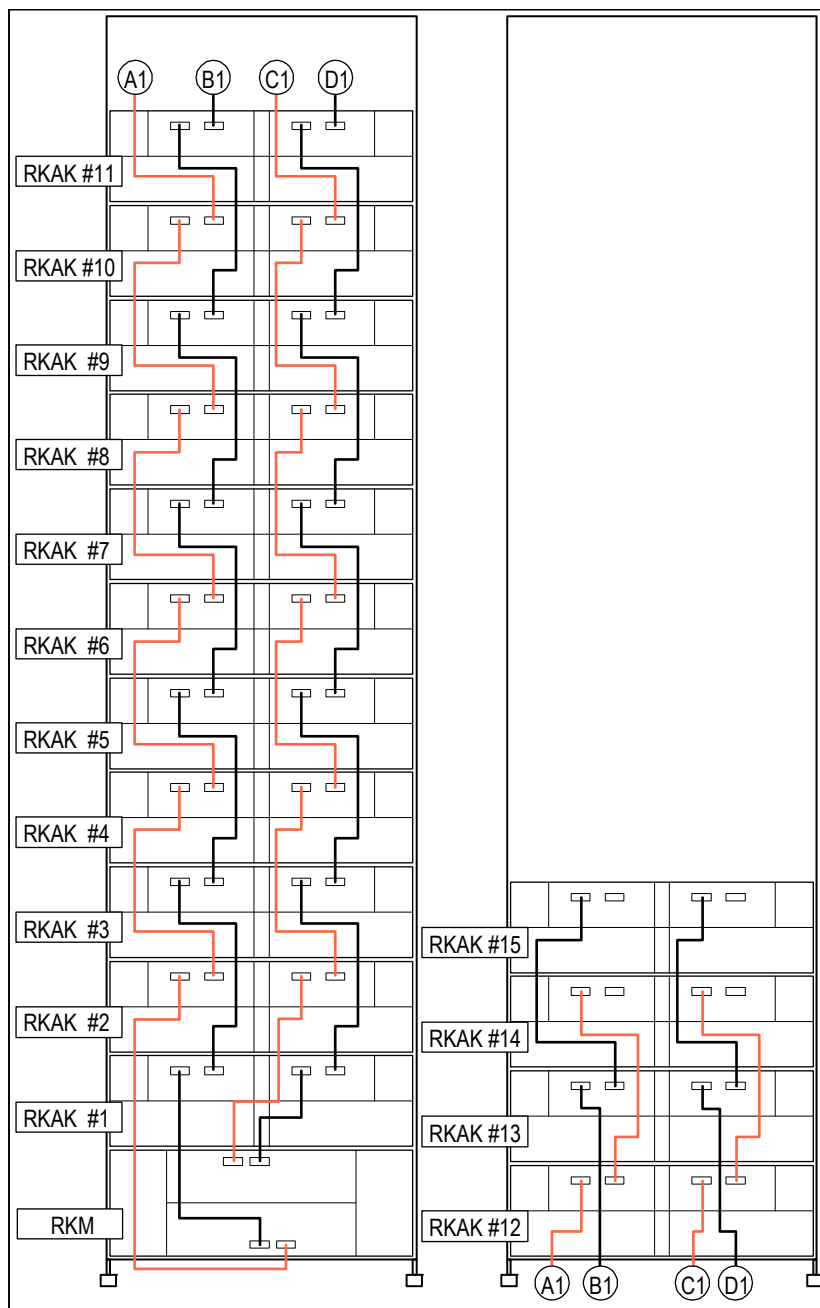 A1 B1 C1 D1
RKAK #11
RKAK #10
RKAK #9
RKAK #8
RKAK #7
RKAK #6
RKAK #5
RKAK #4
RKAK #3
RKAK #2
RKAK #1
RKM
RKAK #15
RKAK #14
RKAK #13
RKAK #12
A1 B1 C1 D1